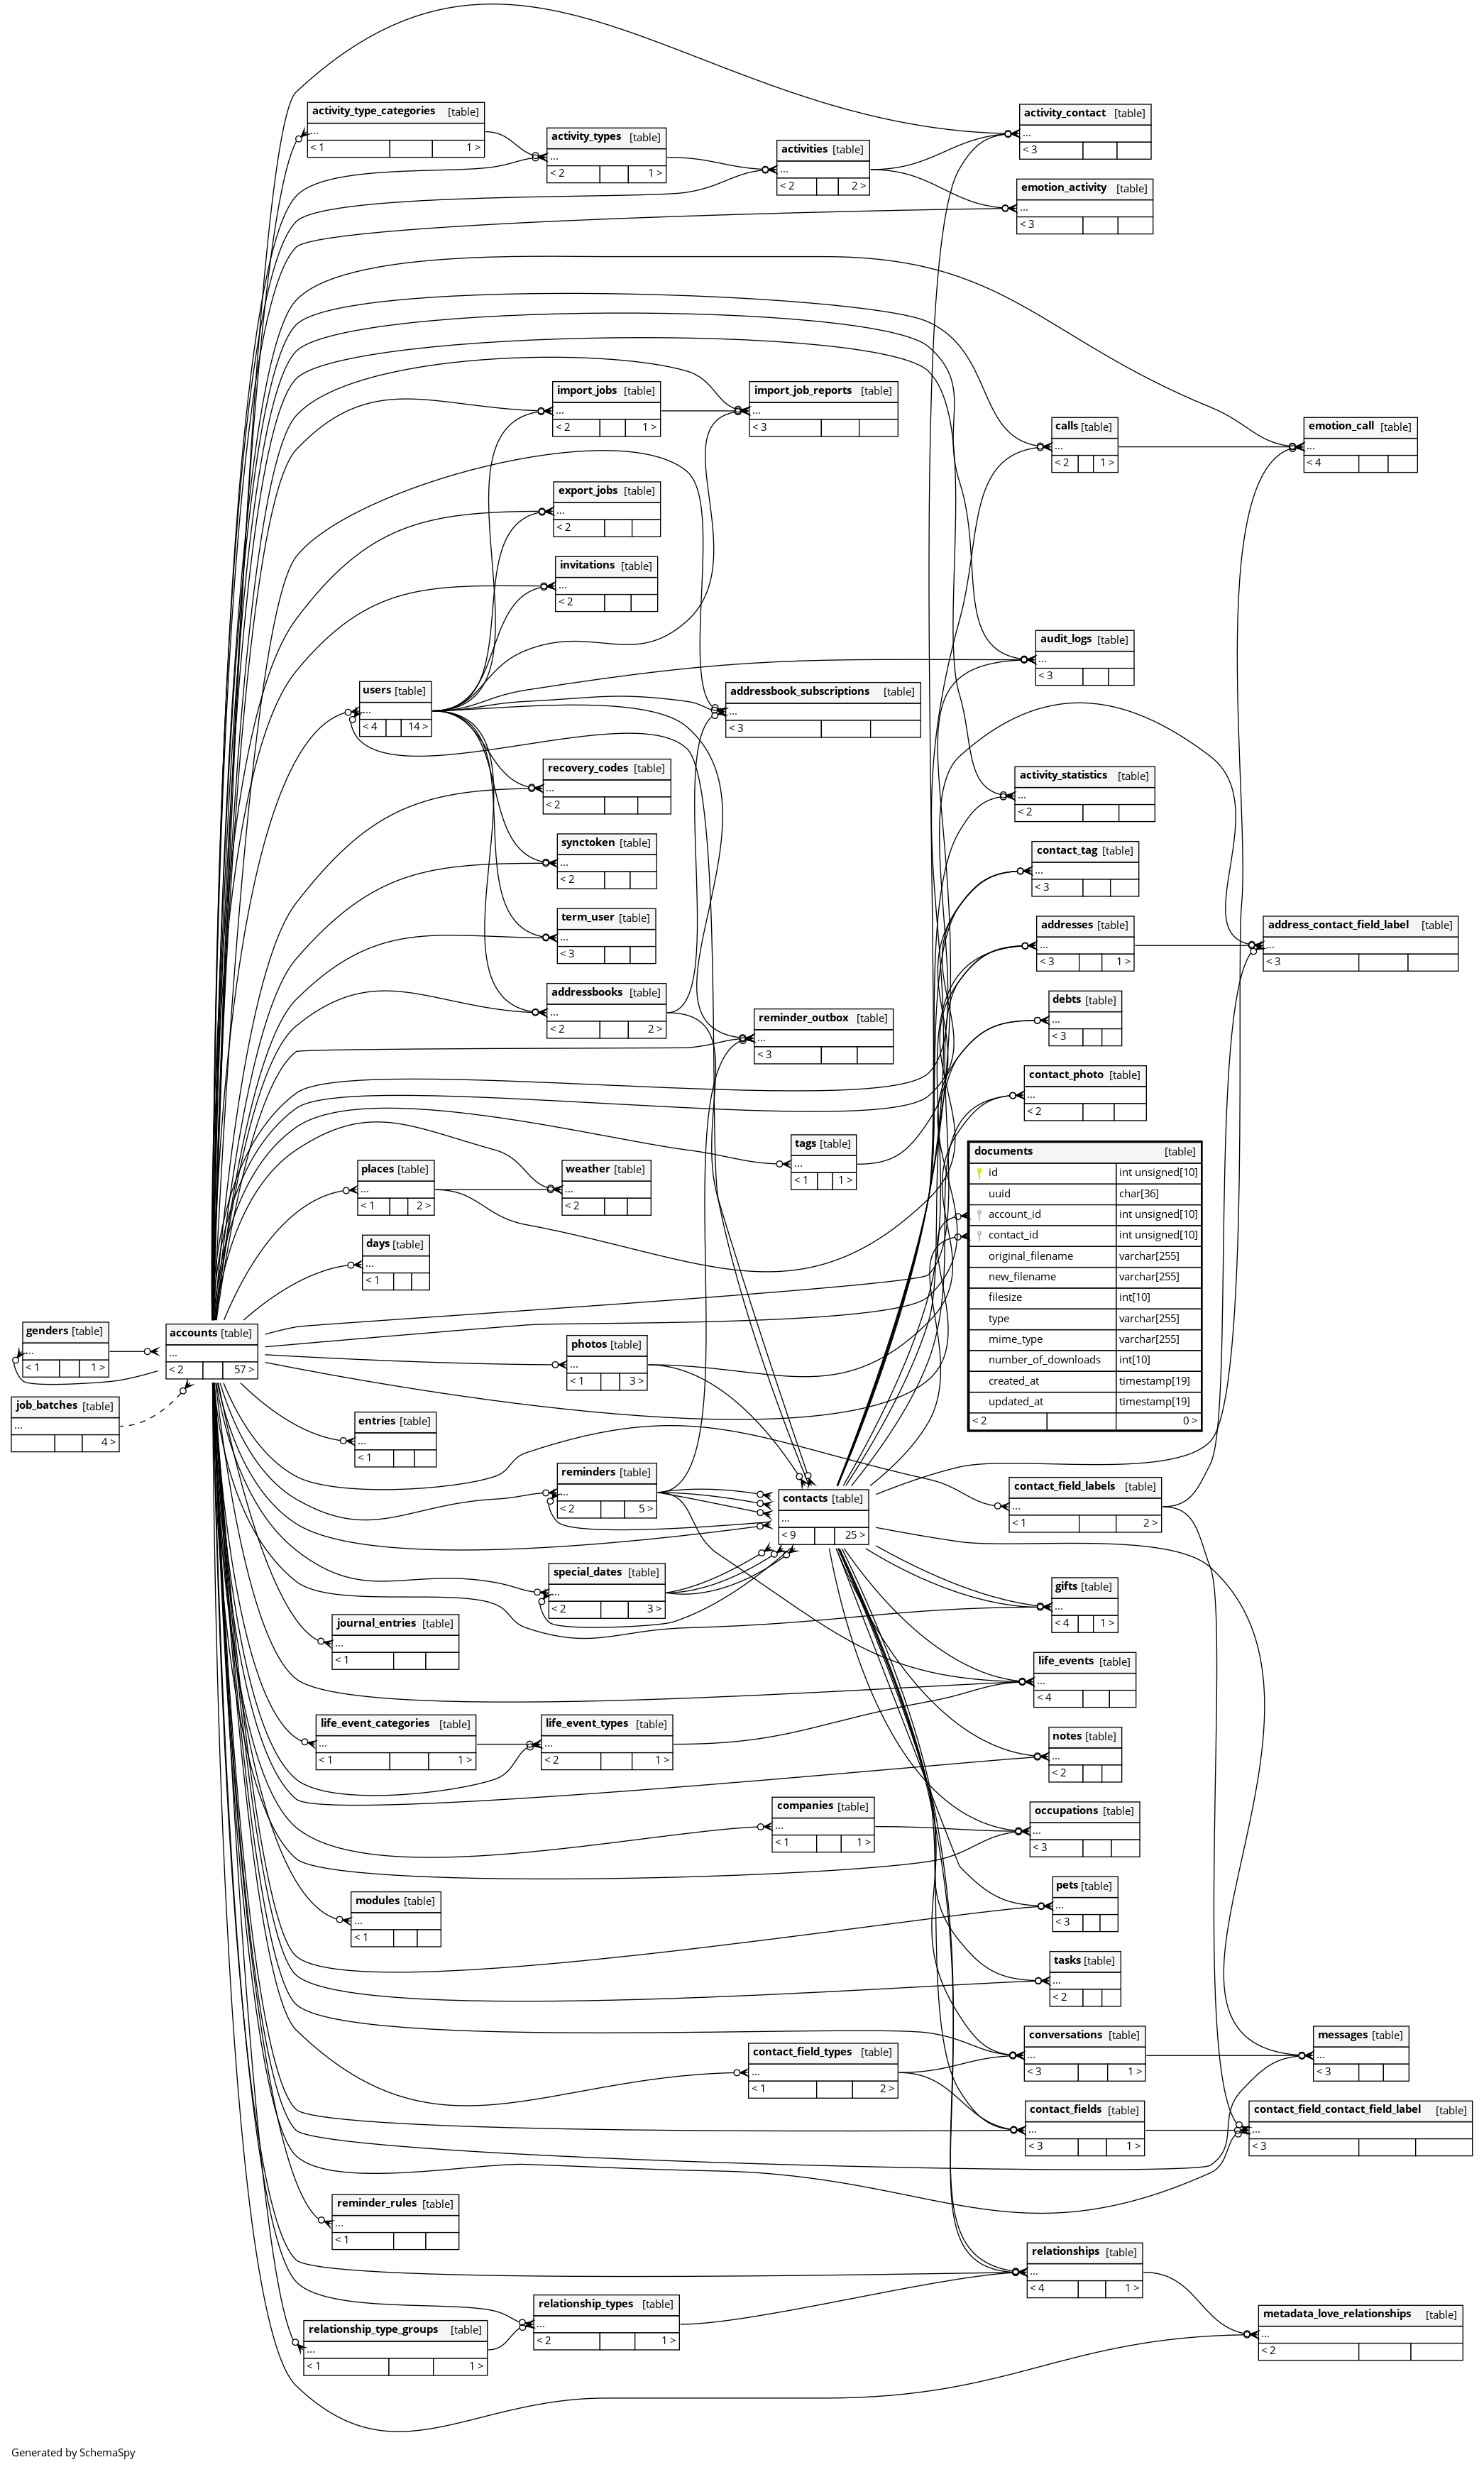 activity_type_categories [table]
...
< 1 1 >
activity_types [table]
...
< 2 1 >
activities [table]
...
< 2 2 >
activity_contact [table]
...
< 3
emotion_activity [table]
...
< 3
import_jobs [table]
...
< 2 1 >
import_job_reports [table]
...
< 3
calls [table]
...
< 2 1 >
emotion_call [table]
...
< 4
export_jobs [table]
...
< 2
invitations [table]
...
< 2
audit_logs [table]
...
< 3
users [table]
...
< 4 14 >
addressbook_subscriptions [table]
...
< 3
recovery_codes [table]
...
< 2
activity_statistics [table]
...
< 2
synctoken [table]
...
< 2
contact_tag [table]
...
< 3
term_user [table]
...
< 3
addresses [table]
...
< 3 1 >
address_contact_field_label [table]
...
< 3
addressbooks [table]
...
< 2 2 >
reminder_outbox [table]
...
< 3
debts [table]
...
< 3
contact_photo [table]
...
< 2
tags [table]
...
< 1 1 >
places [table]
...
< 1 2 >
weather [table]
...
< 2
documents [table]
id int unsigned[10]
uuid char[36]
account_id int unsigned[10]
contact_id int unsigned[10]
original_filename varchar[255]
new_filename varchar[255]
filesize int[10]
type varchar[255]
mime_type varchar[255]
number_of_downloads int[10]
created_at timestamp[19]
updated_at timestamp[19]
< 2 0 >
days [table]
...
< 1
genders [table]
...
< 1 1 >
accounts [table]
...
< 2 57 >
photos [table]
...
< 1 3 >
job_batches [table]
...
4 >
entries [table]
...
< 1
reminders [table]
...
< 2 5 >
contacts [table]
...
< 9 25 >
contact_field_labels [table]
...
< 1 2 >
special_dates [table]
...
< 2 3 >
gifts [table]
...
< 4 1 >
journal_entries [table]
...
< 1
life_events [table]
...
< 4
life_event_categories [table]
...
< 1 1 >
life_event_types [table]
...
< 2 1 >
notes [table]
...
< 2
companies [table]
...
< 1 1 >
occupations [table]
...
< 3
modules [table]
...
< 1
pets [table]
...
< 3
tasks [table]
...
< 2
contact_field_types [table]
...
< 1 2 >
conversations [table]
...
< 3 1 >
messages [table]
...
< 3
contact_fields [table]
...
< 3 1 >
contact_field_contact_field_label [table]
...
< 3
reminder_rules [table]
...
< 1
relationships [table]
...
< 4 1 >
relationship_type_groups [table]
...
< 1 1 >
relationship_types [table]
...
< 2 1 >
metadata_love_relationships [table]
...
< 2
Generated by SchemaSpy